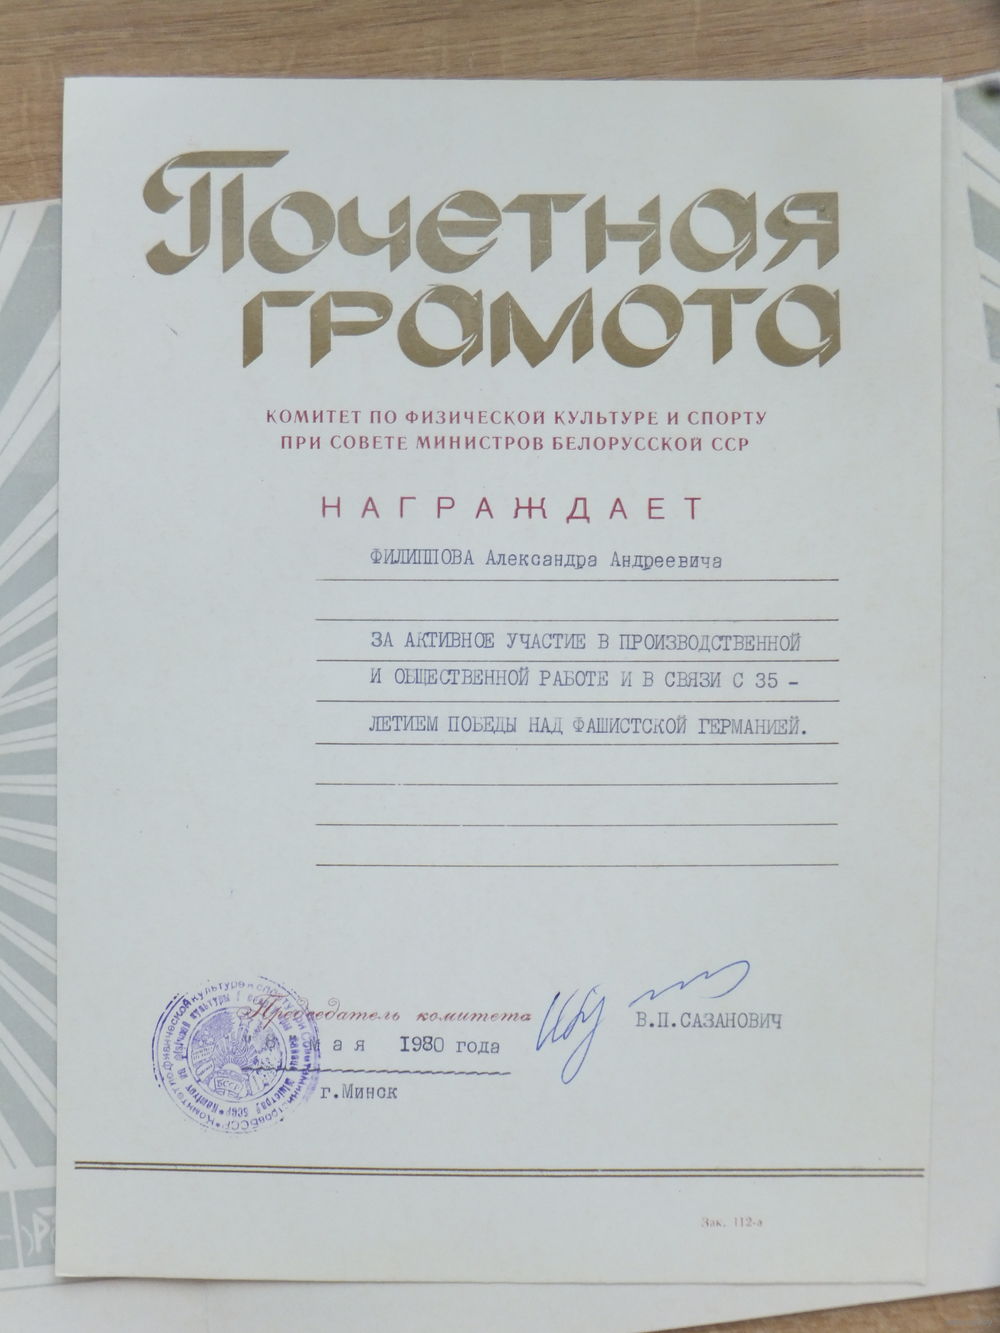 Почетная
грамота
КОМИТЕТ ПО ФИЗИЧЕСКОЙ КУЛЬТУРЕ И СПОРТУ
ПРИ СОВЕТЕ МИНИСТРОВ БЕЛОРУССКОЙ ССР
НАГРАЖДАЕТ
ФИЛИППОВА Александра Андреевича
ЗА АКТИВНОЕ УЧАСТИЕ В ПРОИЗВОДСТВЕННОЙ
И ОБЩЕСТВЕННОЙ РАБОТЕ И В СВЯЗИ С 35 -
ЛЕТИЕМ ПОБЕДЫ НАД ФАШИСТСКОЙ ГЕРМАНИЕЙ.
Председатель комитета
В.П.САЗАНОВИЧ
мая 1980 года
г.Минск
БССР
Зак. 112-а